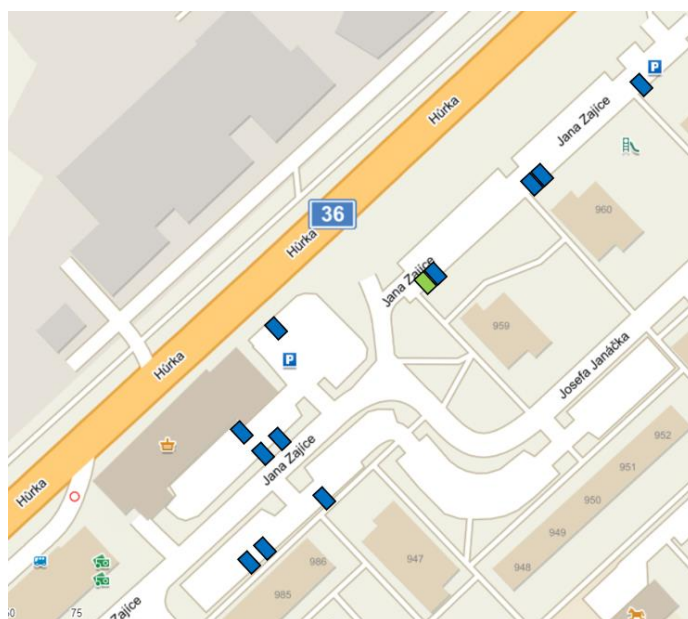 P
Jana Zajíce
Hůrka
960
36
Hůrka
Jana Zajíce
959
P
Josefa Janáčka
Hůrka
952
951
Jana Zajíce
950
Hůrka
949
986
947
948
985
75
Zajíce